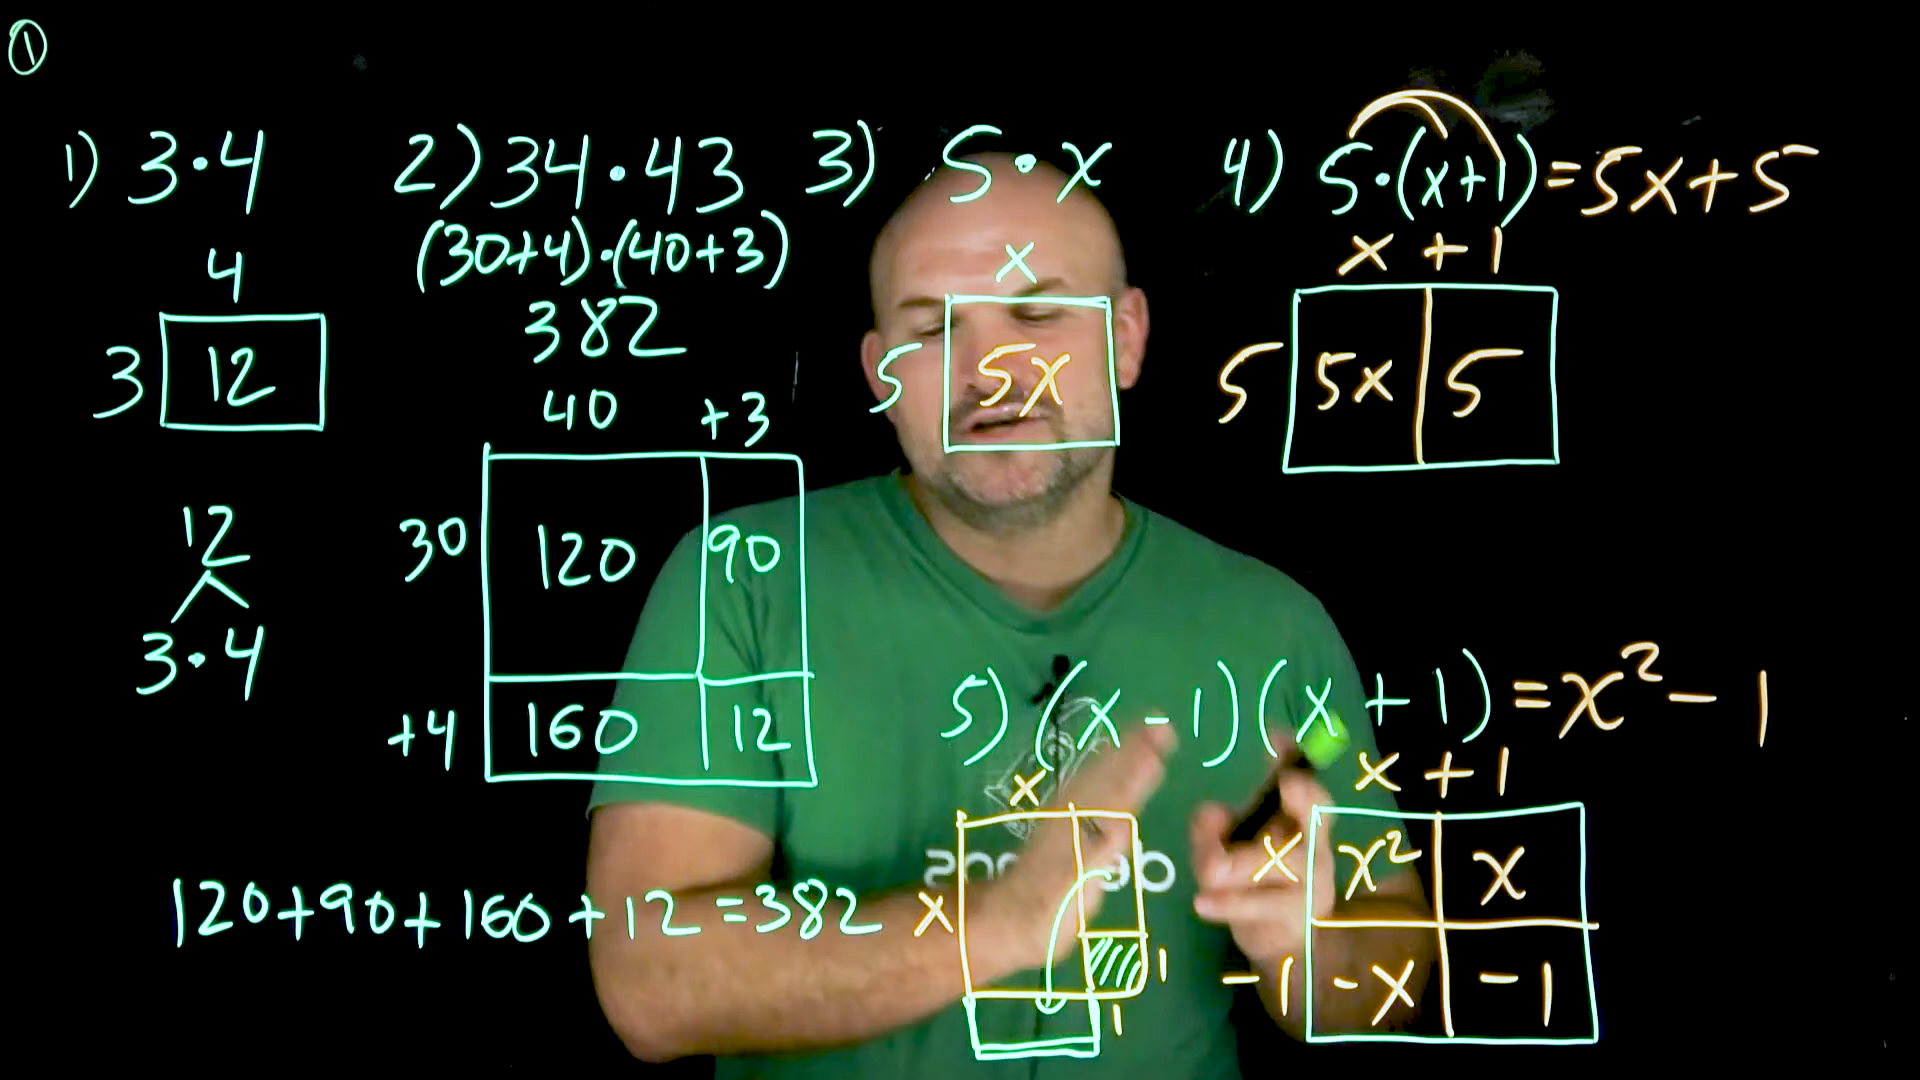 ①
1) 3·4
4
3 12
12
3·4
2) 34·43
(30+4)·(40+3)
382
40 +3
30 120 90
+4 160 12
120+90+160+12=382
3) 5·x
x
5 5x
4) 5·(x+1)=5x+5
x + 1
5 5x 5
5) (x-1)(x+1)=x²-1
x
x
1
1
x + 1
x x² x
-1 -x -1